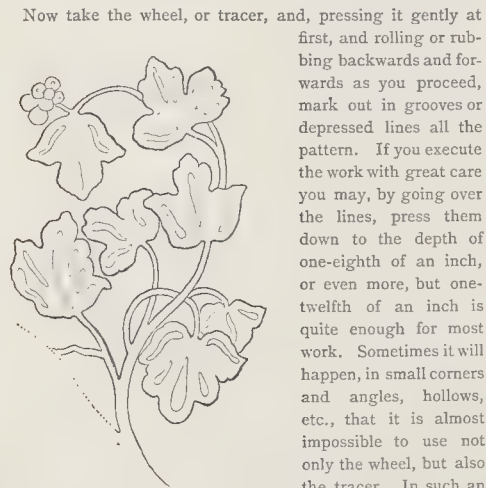 Now take the wheel, or tracer, and, pressing it gently at
first, and rolling or rub-
bing backwards and for-
wards as you proceed,
mark out in grooves or
depressed lines all the
pattern. If you execute
the work with great care
you may, by going over
the lines, press them
down to the depth of
one-eighth of an inch,
or even more, but one-
twelfth of an inch is
quite enough for most
work. Sometimes it will
happen, in small corners
and angles, hollows,
etc., that it is almost
impossible to use not
only the wheel, but also
the tracer. In such an